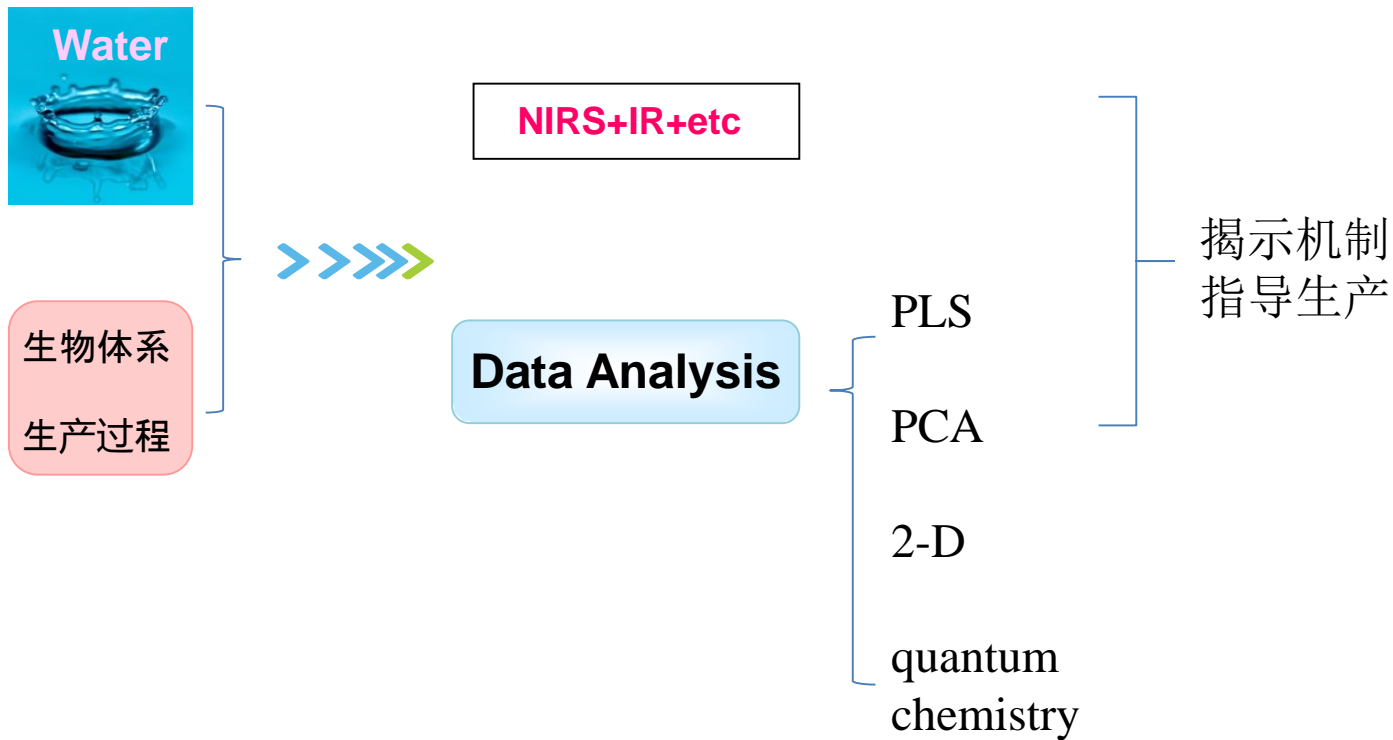 Water
生物体系
生产过程
NIRS+IR+etc
Data Analysis
PLS
PCA
2-D
quantum
chemistry
揭示机制
指导生产